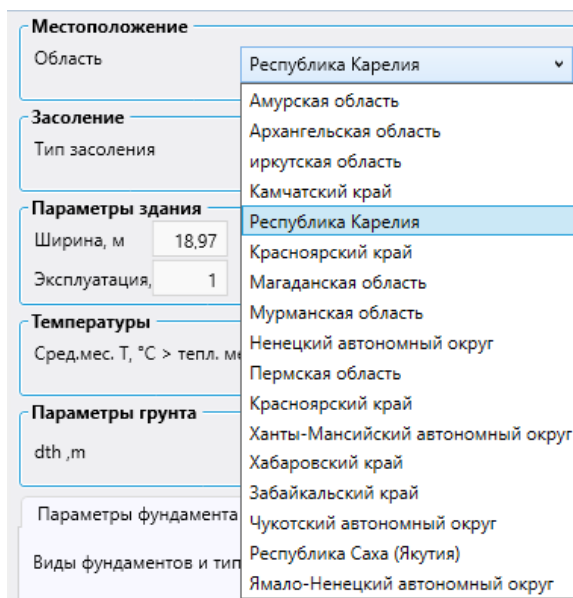 Местоположение
Область
Республика Карелия
Амурская область
Архангельская область
иркутская область
Камчатский край
Республика Карелия
Красноярский край
Магаданская область
Мурманская область
Ненецкий автономный округ
Пермская область
Красноярский край
Ханты-Мансийский автономный округ
Хабаровский край
Забайкальский край
Чукотский автономный округ
Республика Саха (Якутия)
Ямало-Ненецкий автономный округ
Засоление
Тип засоления
Параметры здания
Ширина, м 18,97
Эксплуатация, 1
Температуры
Сред.мес. T, °C > тепл. ме
Параметры грунта
dth ,m
Параметры фундамента
Виды фундаментов и тип